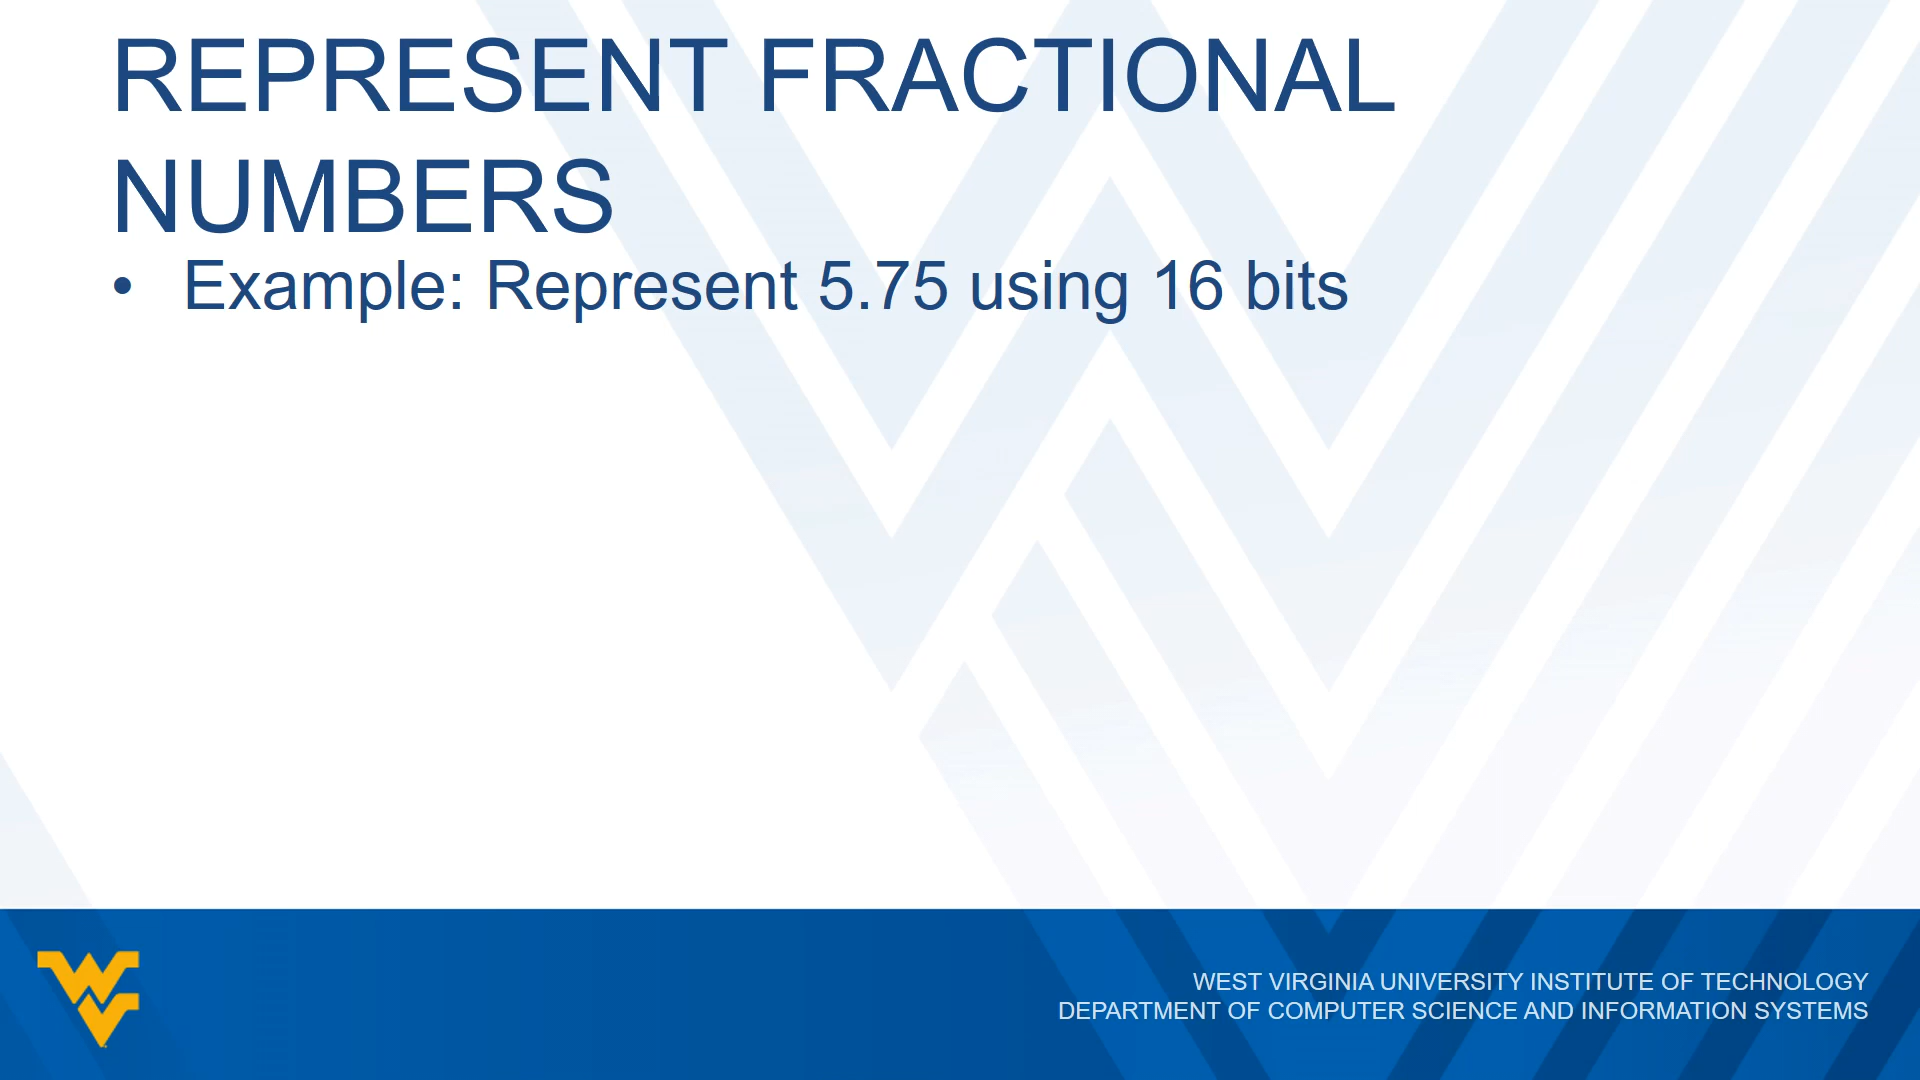 REPRESENT FRACTIONAL
NUMBERS
• Example: Represent 5.75 using 16 bits
WEST VIRGINIA UNIVERSITY INSTITUTE OF TECHNOLOGY
DEPARTMENT OF COMPUTER SCIENCE AND INFORMATION SYSTEMS